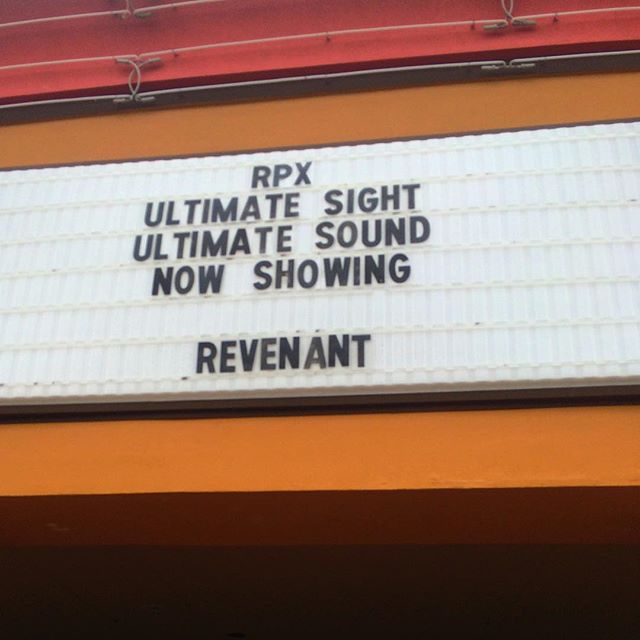 RPX
ULTIMATE SIGHT
ULTIMATE SOUND
NOW SHOWING
REVENANT